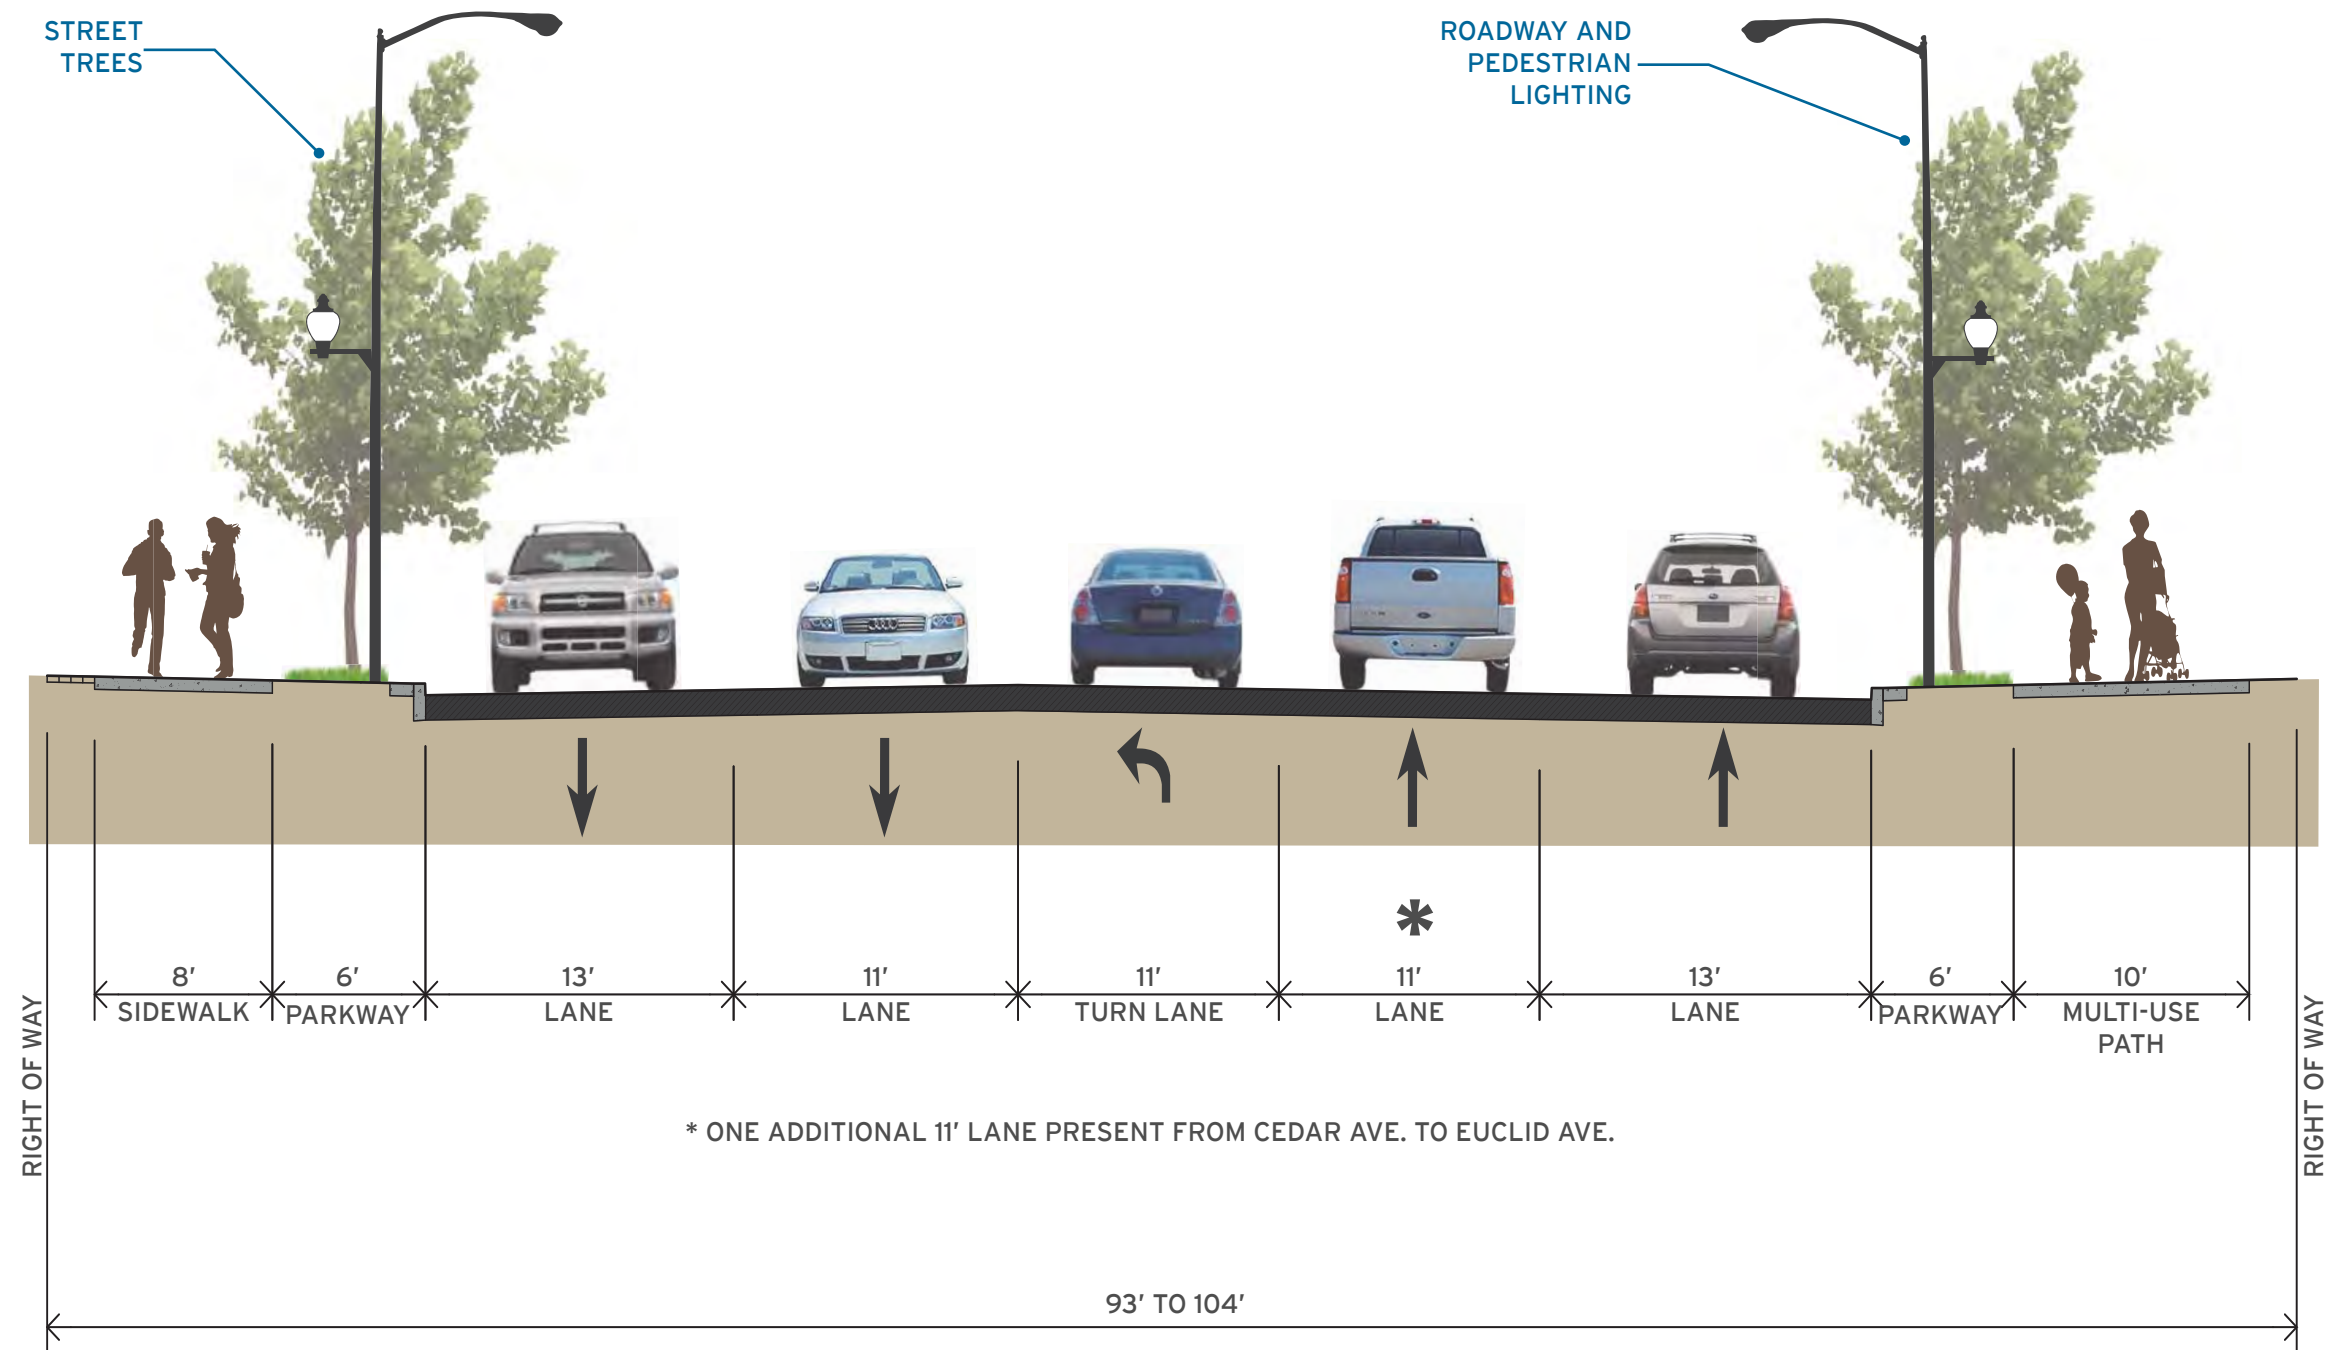 STREET
TREES
ROADWAY AND
PEDESTRIAN
LIGHTING
*
8' 6' 13' 11' 11' 11' 13' 6' 10'
SIDEWALK PARKWAY LANE LANE TURN LANE LANE LANE PARKWAY MULTI-USE
PATH
RIGHT OF WAY
RIGHT OF WAY
* ONE ADDITIONAL 11' LANE PRESENT FROM CEDAR AVE. TO EUCLID AVE.
93' TO 104'